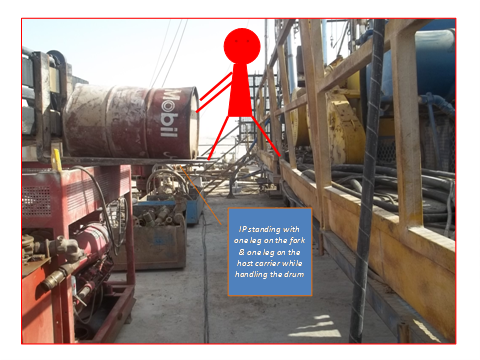 Mobil
IP standing with
one leg on the fork
& one leg on the
host carrier while
handling the drum